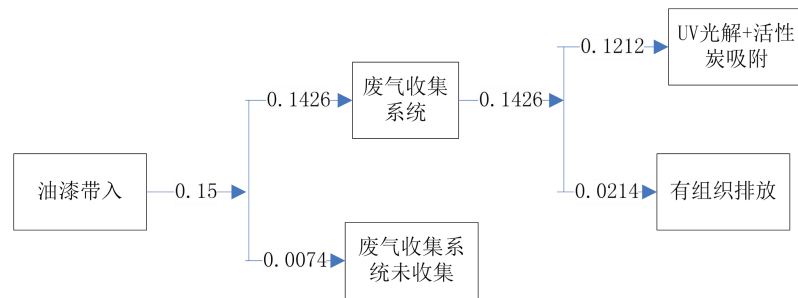 油漆带入
0.15
0.1426
废气收集
系统
0.1426
0.1212
UV光解+活性
炭吸附
0.0214
有组织排放
0.0074
废气收集系
统未收集